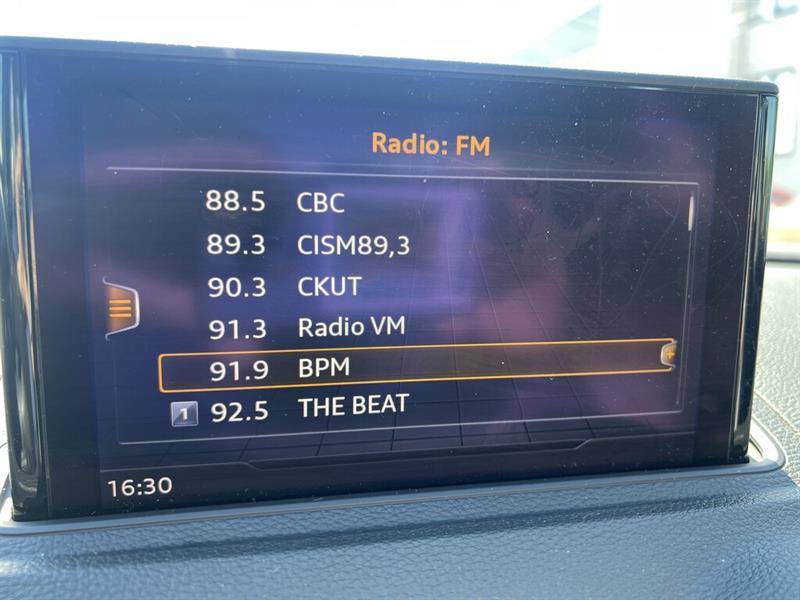 Radio: FM
88.5 CBC
89.3 CISM89,3
90.3 CKUT
91.3 Radio VM
91.9 BPM
1 92.5 THE BEAT
16:30